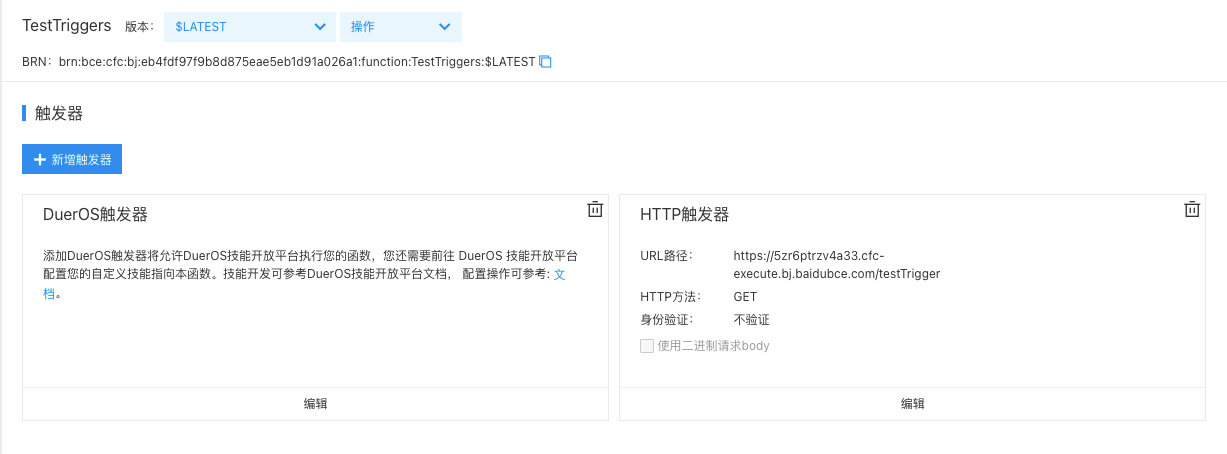 TestTriggers 版本： $LATEST 操作
BRN： brn:bce:cfc:bj:eb4fdf97f9b8d875eae5eb1d91a026a1:function:TestTriggers:$LATEST
触发器
新增触发器
DuerOS触发器
添加DuerOS触发器将允许DuerOS技能开放平台执行您的函数，您还需要前往 DuerOS 技能开放平台
配置您的自定义技能指向本函数。技能开发可参考DuerOS技能开放平台文档， 配置操作可参考: 文
档。
编辑
HTTP触发器
URL路径： https://5zr6ptrzv4a33.cfc-
execute.bj.baidubce.com/testTrigger
HTTP方法： GET
身份验证： 不验证
使用二进制请求body
编辑